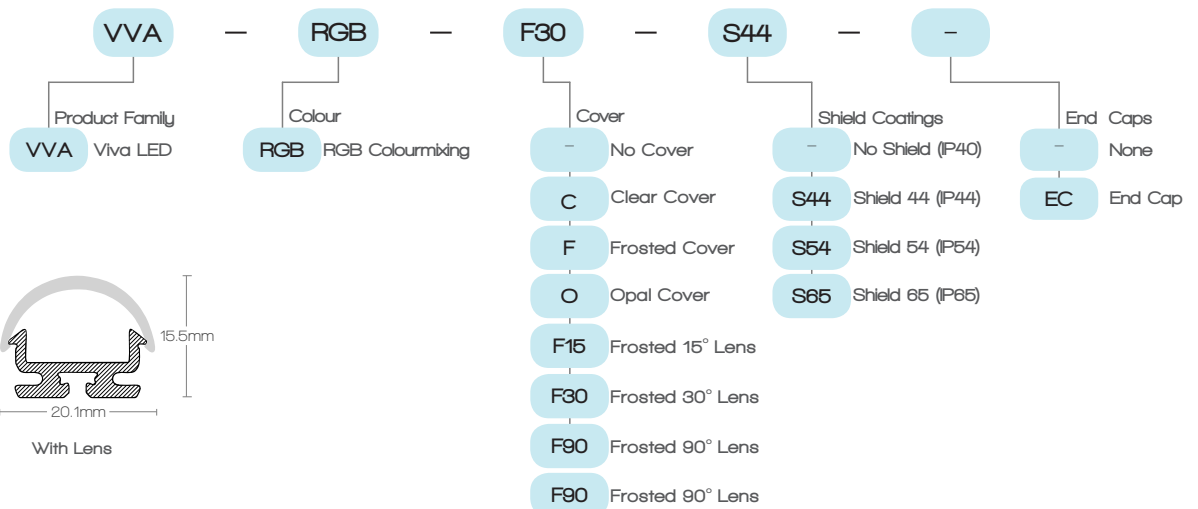 VVA – RGB – F30 – S44 – -
Product Family
VVA Viva LED
Colour
RGB RGB Colourmixing
Cover
- No Cover
C Clear Cover
F Frosted Cover
O Opal Cover
F15 Frosted 15° Lens
F30 Frosted 30° Lens
F90 Frosted 90° Lens
F90 Frosted 90° Lens
Shield Coatings
- No Shield (IP40)
S44 Shield 44 (IP44)
S54 Shield 54 (IP54)
S65 Shield 65 (IP65)
End Caps
- None
EC End Cap
15.5mm
20.1mm
With Lens